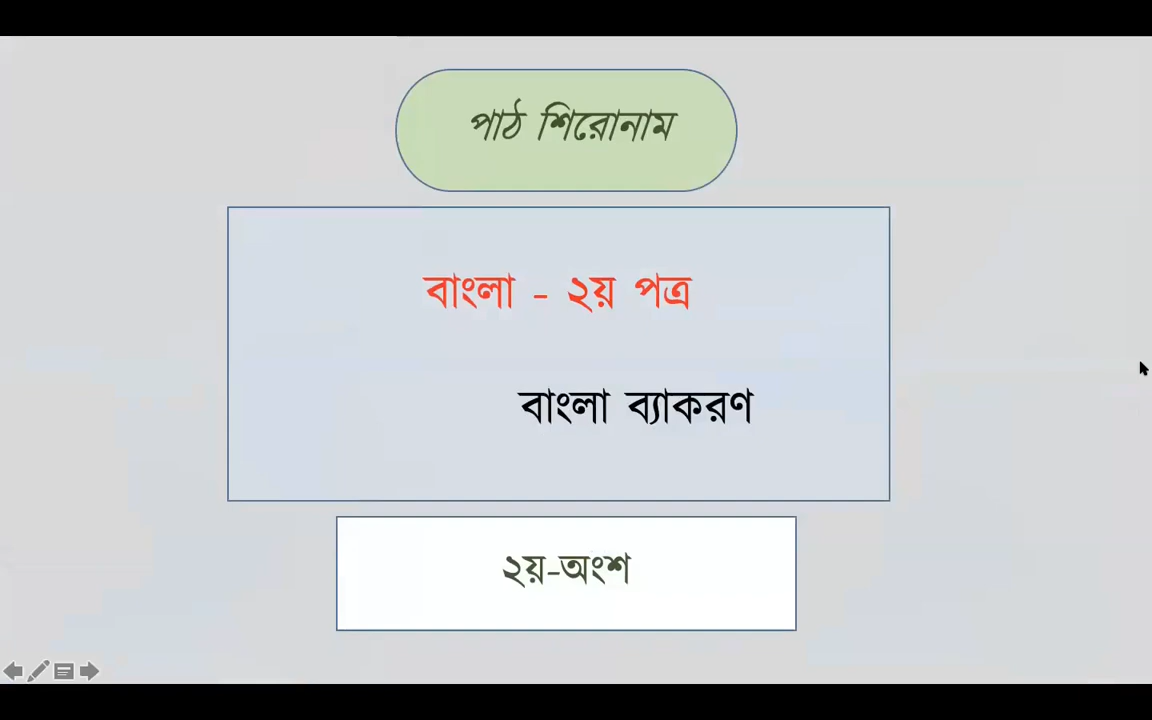 পাঠ শিরোনাম
বাংলা - ২য় পত্র
বাংলা ব্যাকরণ
২য়-অংশ